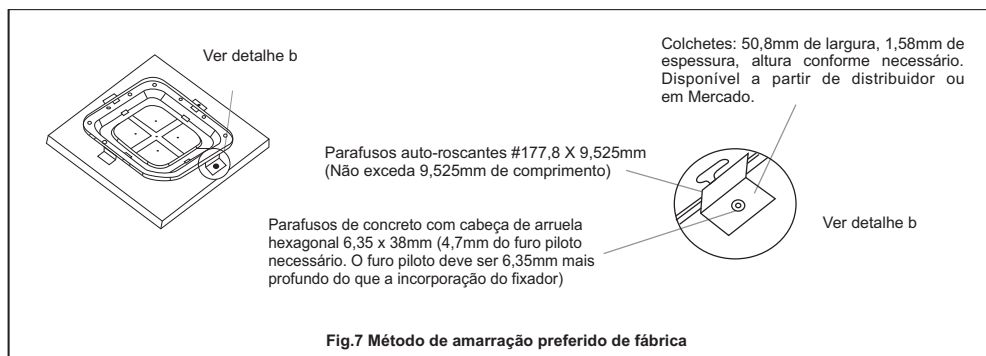 Ver detalhe b
Colchetes: 50,8mm de largura, 1,58mm de
espessura, altura conforme necessário.
Disponível a partir de distribuidor ou
em Mercado.
Parafusos auto-roscantes #177,8 X 9,525mm
(Não exceda 9,525mm de comprimento)
Parafusos de concreto com cabeça de arruela
hexagonal 6,35 x 38mm (4,7mm do furo piloto
necessário. O furo piloto deve ser 6,35mm mais
profundo do que a incorporação do fixador)
Ver detalhe b
Fig.7 Método de amarração preferido de fábrica